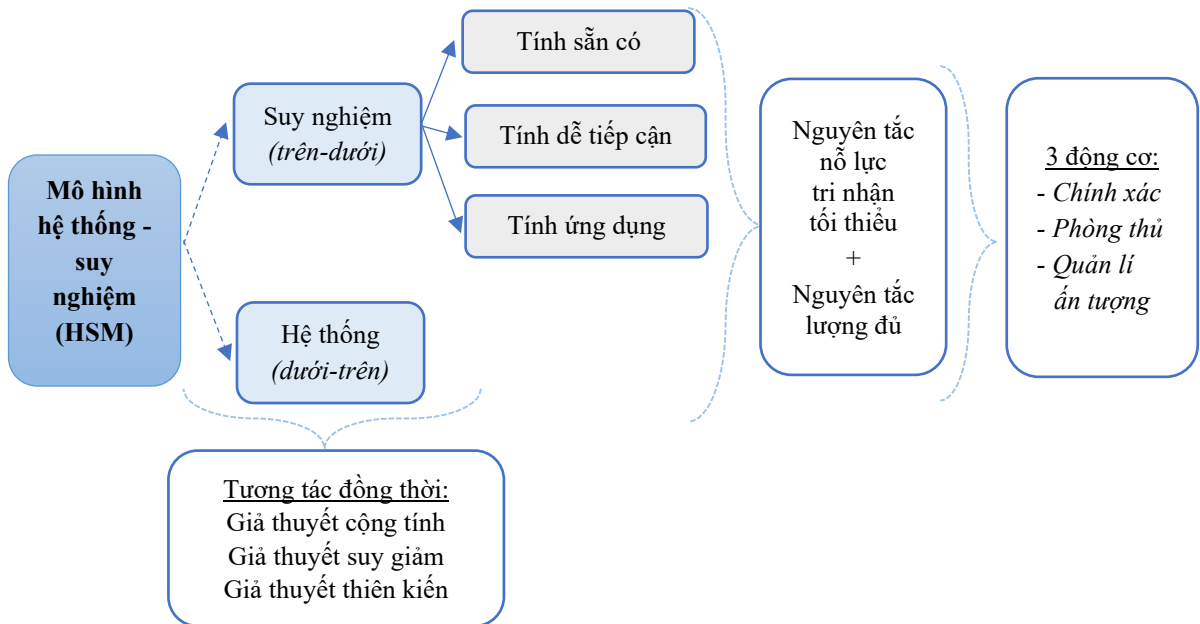 Mô hình
hệ thống -
suy
nghiệm
(HSM)
Suy nghiệm
(trên-dưới)
Hệ thống
(dưới-trên)
Tính sẵn có
Tính dễ tiếp cận
Tính ứng dụng
Nguyên tắc
nỗ lực
tri nhận
tối thiểu
+
Nguyên tắc
lượng đủ
3 động cơ:
- Chính xác
- Phòng thủ
- Quản lí
ấn tượng
Tương tác đồng thời:
Giả thuyết cộng tính
Giả thuyết suy giảm
Giả thuyết thiên kiến